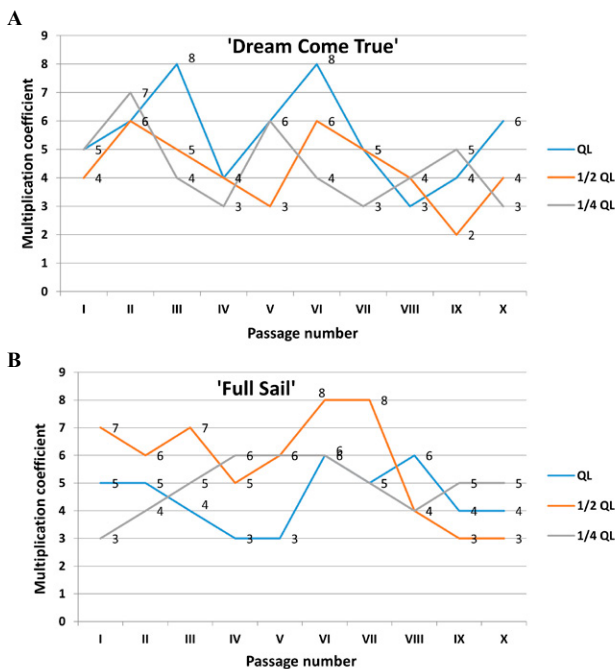 A
'Dream Come True'
Multiplication coefficient
9
8 8 8
7 7
6 6 6 6 6
5 5 5 5 5
4 4 4 4 4 4 4 4
3 3 3 3 3 3
2 2
1
0
I II III IV V VI VII VIII IX X
Passage number
QL
1/2 QL
1/4 QL
B
'Full Sail'
Multiplication coefficient
9
8 8 8
7 7 7
6 6 6 6 6 6 6
5 5 5 5 5 5 5 5
4 4 4 4 4 4
3 3 3 3 3 3
2
1
0
I II III IV V VI VII VIII IX X
Passage number
QL
1/2 QL
1/4 QL